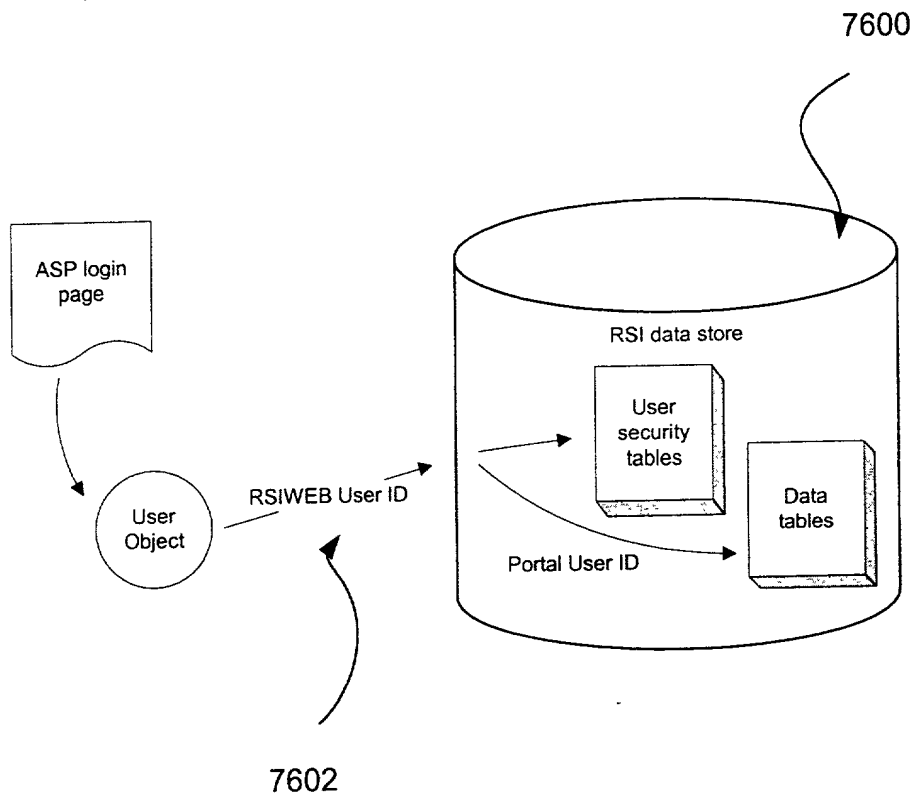 7600
ASP login
page
RSI data store
User
security
tables
RSIWEB User ID
User
Object
Data
tables
Portal User ID
7602